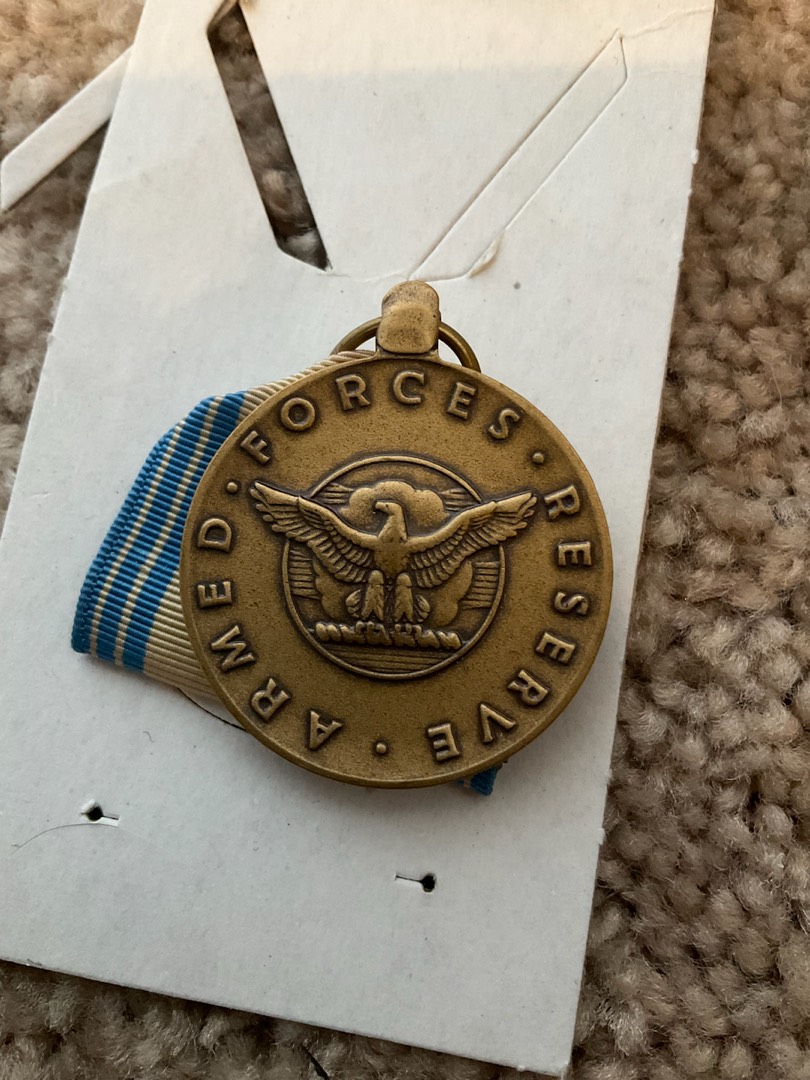 ARMED · FORCES · RESERVE ·